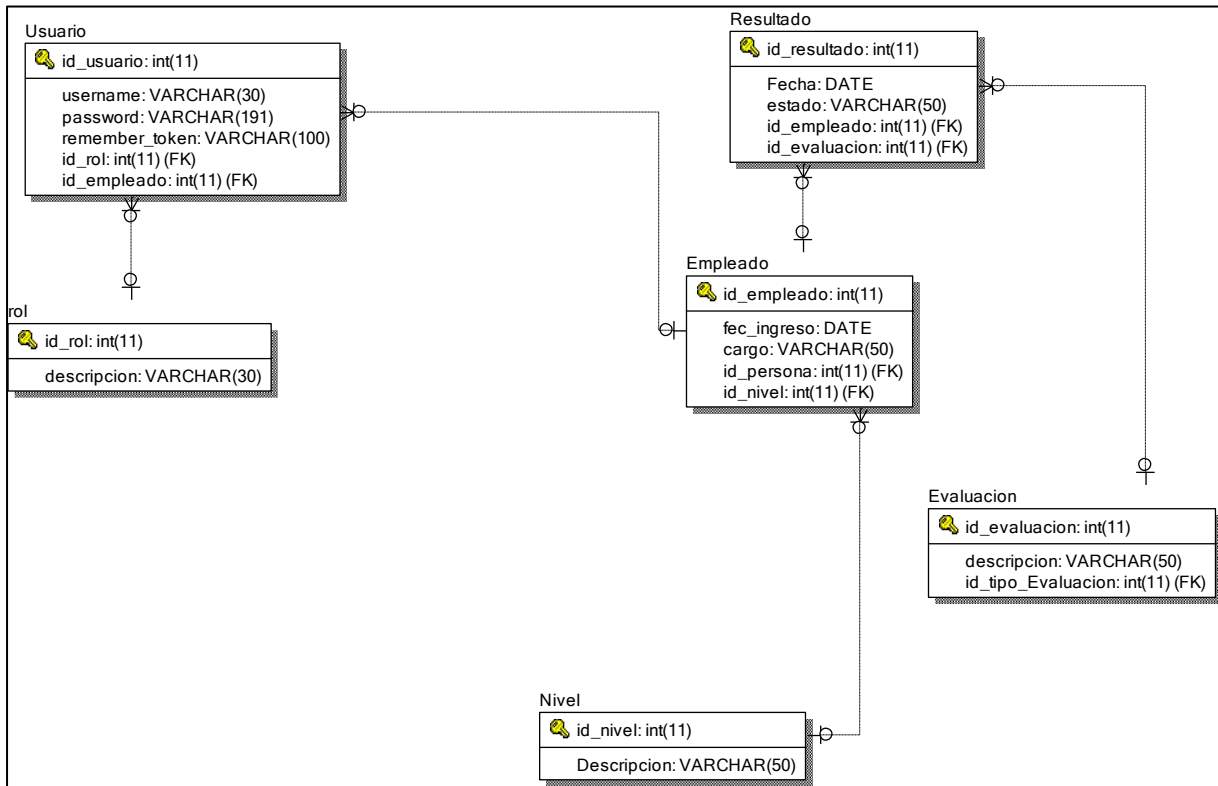 Usuario
id_usuario: int(11)
username: VARCHAR(30)
password: VARCHAR(191)
remember_token: VARCHAR(100)
id_rol: int(11) (FK)
id_empleado: int(11) (FK)
Resultado
id_resultado: int(11)
Fecha: DATE
estado: VARCHAR(50)
id_empleado: int(11) (FK)
id_evaluacion: int(11) (FK)
rol
id_rol: int(11)
descripcion: VARCHAR(30)
Empleado
id_empleado: int(11)
fec_ingreso: DATE
cargo: VARCHAR(50)
id_persona: int(11) (FK)
id_nivel: int(11) (FK)
Evaluacion
id_evaluacion: int(11)
descripcion: VARCHAR(50)
id_tipo_Evaluacion: int(11) (FK)
Nivel
id_nivel: int(11)
Descripcion: VARCHAR(50)